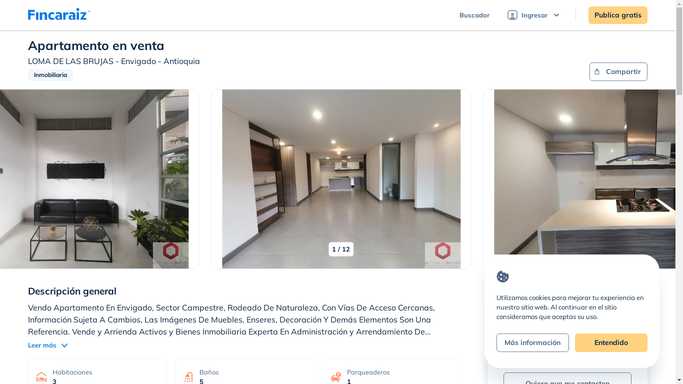 Fincaraiz
Buscador
Ingresar
Publica gratis
Apartamento en venta
LOMA DE LAS BRUJAS - Envigado - Antioquia
Inmobiliaria
Compartir
1 / 12
Descripción general
Vendo Apartamento En Envigado, Sector Campestre, Rodeado De Naturaleza, Con Vías De Acceso Cercanas,
Información Sujeta A Cambios, Las Imágenes De Muebles, Enseres, Decoración Y Demás Elementos Son Una
Referencia. Vende y Arrienda Activos y Bienes Inmobiliaria Experta En Administración y Arrendamiento De...
Leer más
Habitaciones
3
Baños
5
Parqueaderos
1
Utilizamos cookies para mejorar tu experiencia en
nuestro sitio web. Al continuar en el sitio
consideramos que aceptas su uso.
Más información
Entendido
Quiero que me contacten